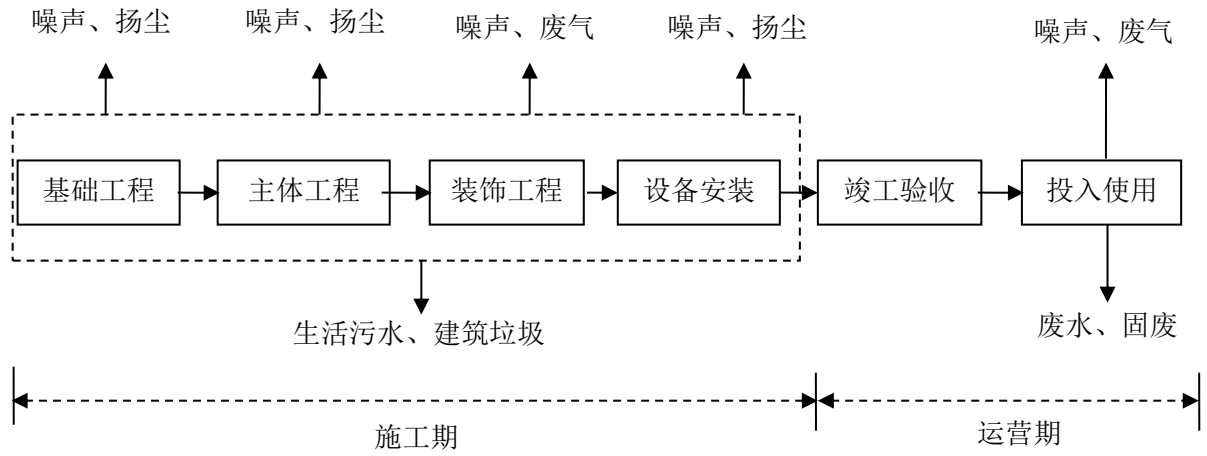 噪声、扬尘
噪声、扬尘
噪声、废气
噪声、扬尘
噪声、废气
基础工程
主体工程
装饰工程
设备安装
竣工验收
投入使用
生活污水、建筑垃圾
废水、固废
施工期
运营期